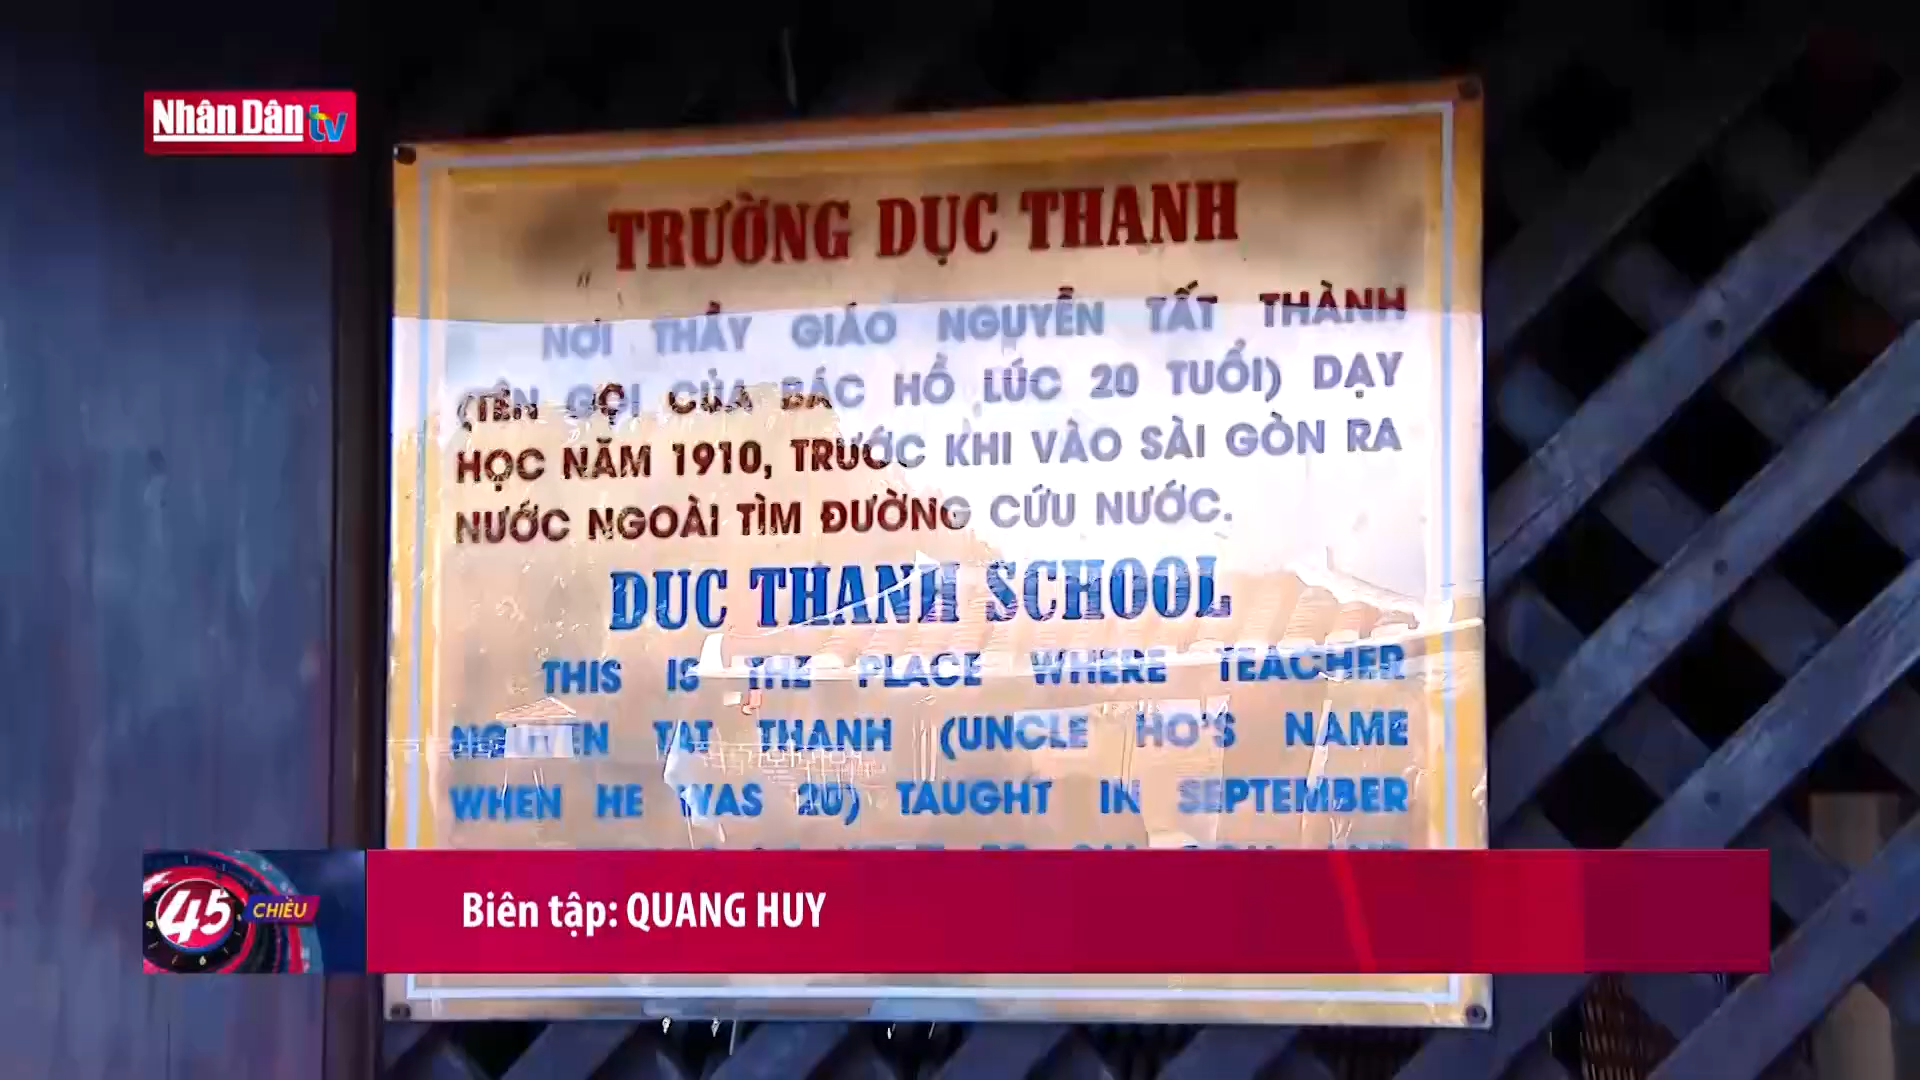 Nhân Dân tv
TRƯỜNG DỤC THANH
NƠI THẦY GIÁO NGUYỄN TẤT THÀNH
(TÊN GỌI CỦA BÁC HỒ LÚC 20 TUỔI) DẠY
HỌC NĂM 1910, TRƯỚC KHI VÀO SÀI GÒN RA
NƯỚC NGOÀI TÌM ĐƯỜNG CỨU NƯỚC.
DUC THANH SCHOOL
THIS IS THE PLACE WHERE TEACHER
NGUYEN TAT THANH (UNCLE HO'S NAME
WHEN HE WAS 20) TAUGHT IN SEPTEMBER
45 CHIỀU
Biên tập: QUANG HUY